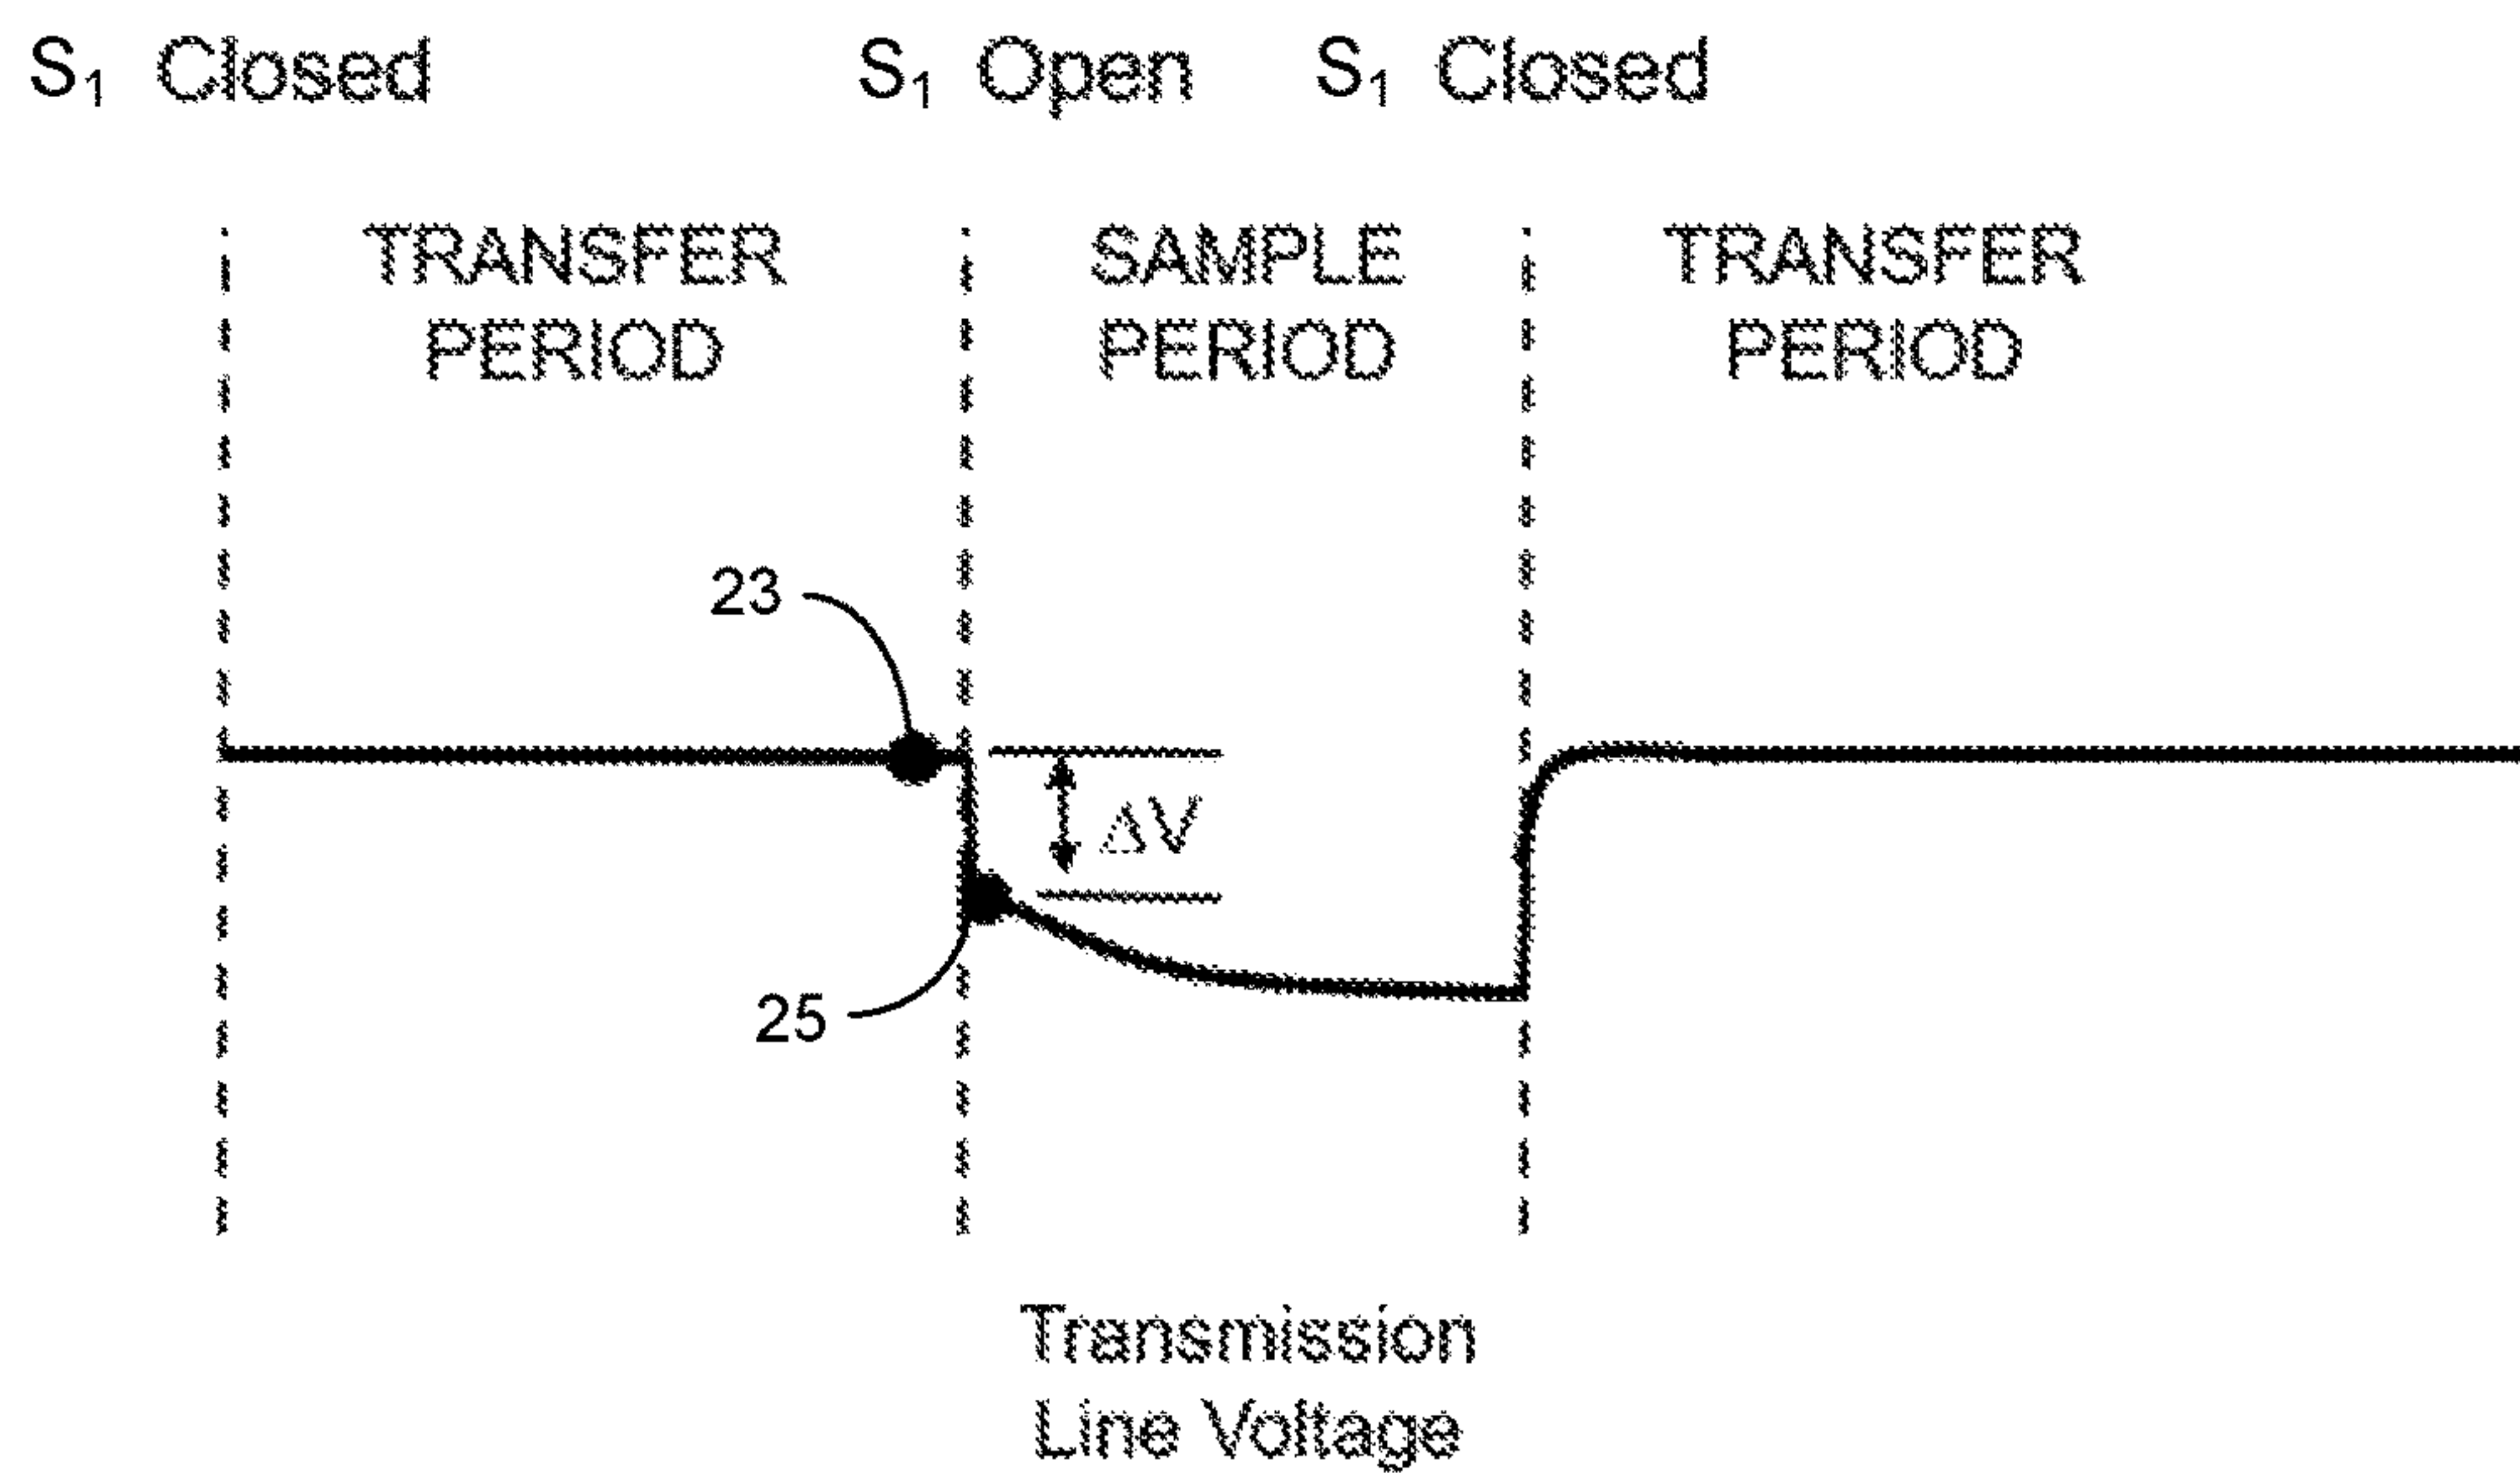 S₁ Closed
S₁ Open
S₁ Closed
TRANSFER
PERIOD
SAMPLE
PERIOD
TRANSFER
PERIOD
23
ΔV
25
Transmission
Line Voltage